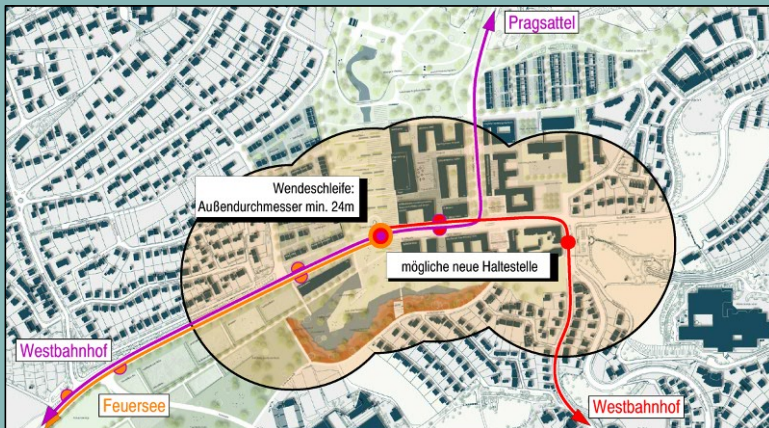 Pragsattel
Wendeschleife:
Außendurchmesser min. 24m
mögliche neue Haltestelle
Westbahnhof
Feuersee
Westbahnhof